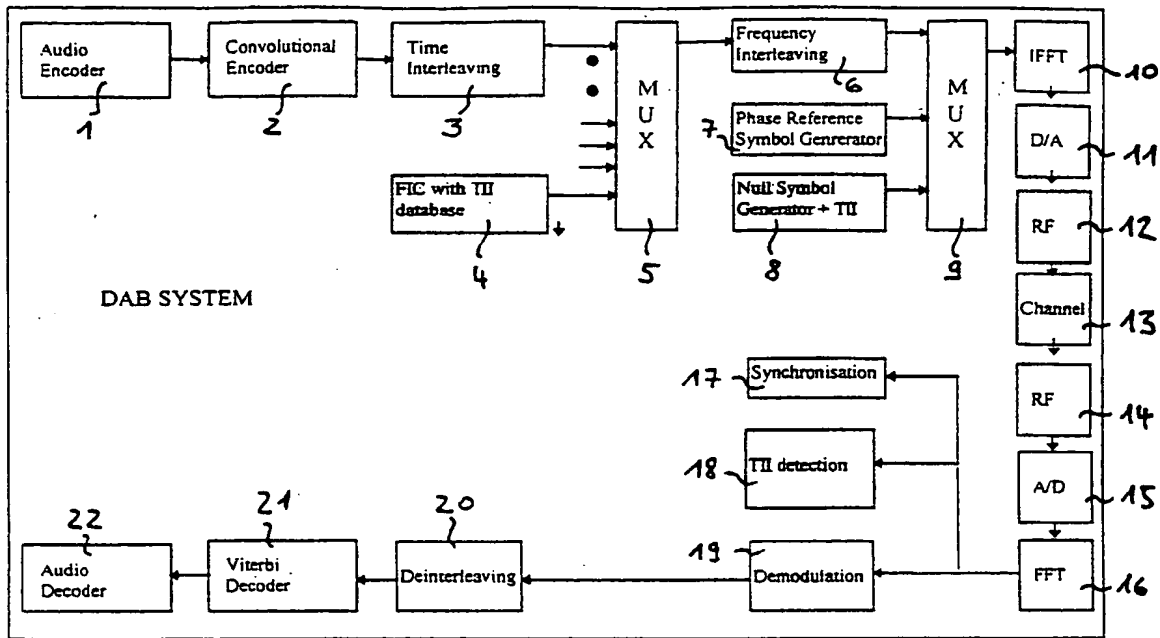 Audio
Encoder
1
Convolutional
Encoder
2
Time
Interleaving
3
FIC with TII
database
4
MUX
5
Frequency
Interleaving
6
7
Phase Reference
Symbol Genrerator
Null Symbol
Generator + TII
8
MUX
9
IFFT
10
D/A
11
RF
12
Channel
13
RF
14
A/D
15
FFT
16
DAB SYSTEM
17
Synchronisation
18
TII detection
19
Demodulation
20
Deinterleaving
21
Viterbi
Decoder
22
Audio
Decoder